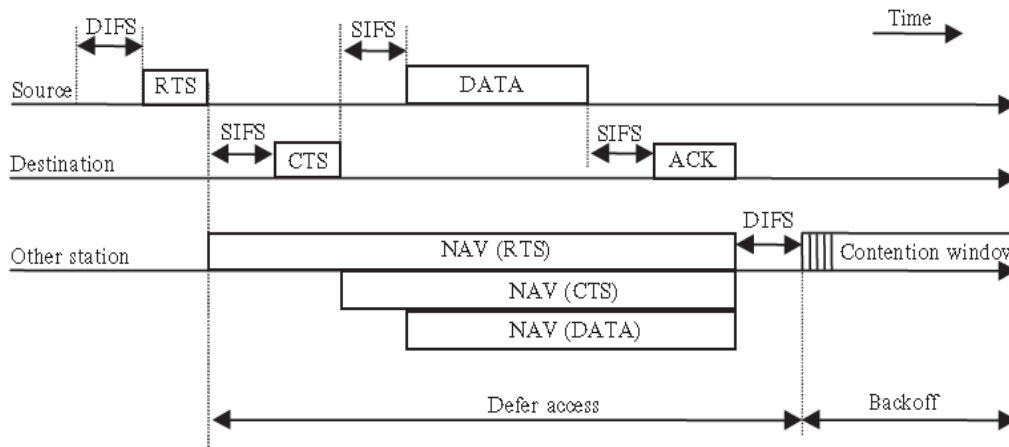 DIFS
SIFS
Time
Source
RTS
DATA
SIFS
SIFS
Destination
CTS
ACK
DIFS
Other station
NAV (RTS)
Contention window
NAV (CTS)
NAV (DATA)
Defer access
Backoff